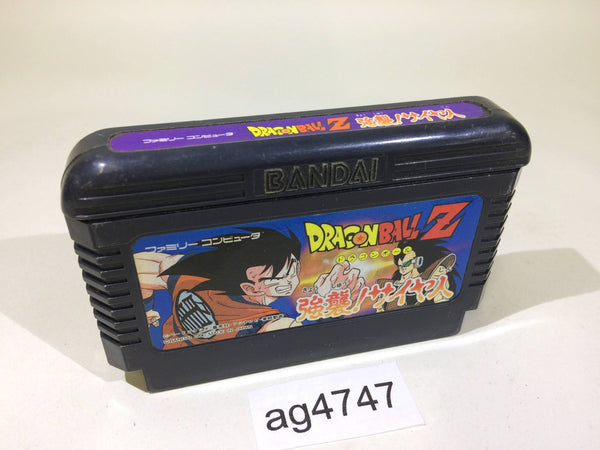 ファミリー コンピュータ DRAGON BALL Z 強襲!サイヤ人
BANDAI
ファミリー コンピュータ
DRAGON BALL Z
ドラゴンボール
強襲!サイヤ人
ag4747